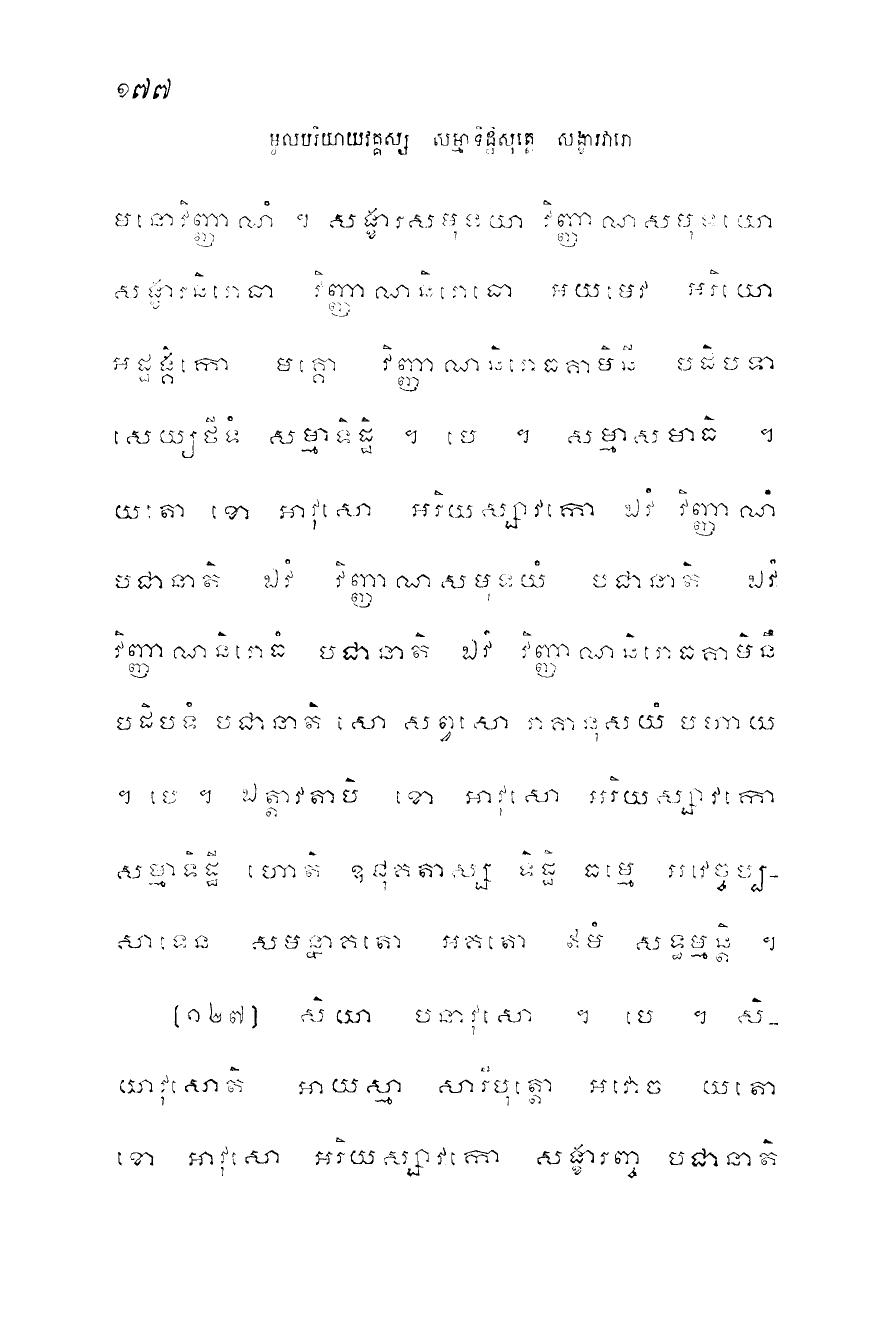 ១៧៧
មូលបរិយាយវគ្គស្ស សម្មាទិដ្ឋិសុត្តេ សង្ខារវារោ
មនោវិញ្ញាណំ ។ សង្ខារសមុទយា វិញ្ញាណសមុទយោ
សង្ខារនិរោធា វិញ្ញាណនិរោធោ អយមេវ អរិយោ
អដ្ឋង្គិកោ មគ្គោ វិញ្ញាណនិរោធគាមិនី បដិបទា
សេយ្យថីទំ សម្មាទិដ្ឋិ ។ បេ ។ សម្មាសមាធិ ។
យតោ ខោ អាវុសោ អរិយស្សាវកោ ឯវំ វិញ្ញាណំ
បជានាតិ ឯវំ វិញ្ញាណសមុទយំ បជានាតិ ឯវំ
វិញ្ញាណនិរោធំ បជានាតិ ឯវំ វិញ្ញាណនិរោធគាមិនឹ
បដិបទំ បជានាតិ សោ សព្វសោ រាគានុសយំ បហាយ
។ បេ ។ ឯត្តាវតាបិ ខោ អាវុសោ អរិយស្សាវកោ
សម្មាទិដ្ឋី ហោតិ ឧជុគតាស្ស ទិដ្ឋិ ធម្មេ អវេច្ចប្ប-
សាទេន សមន្នាគតោ អាគតោ ឥមំ សទ្ធម្មន្តិ ។
[១២៧] សិយា បនាវុសោ ។ បេ ។ សិ-
យាវុសោតិ អាយស្មា សារីបុត្តោ អវោច យតោ
ខោ អាវុសោ អរិយស្សាវកោ សង្ខារញ្ច បជានាតិ